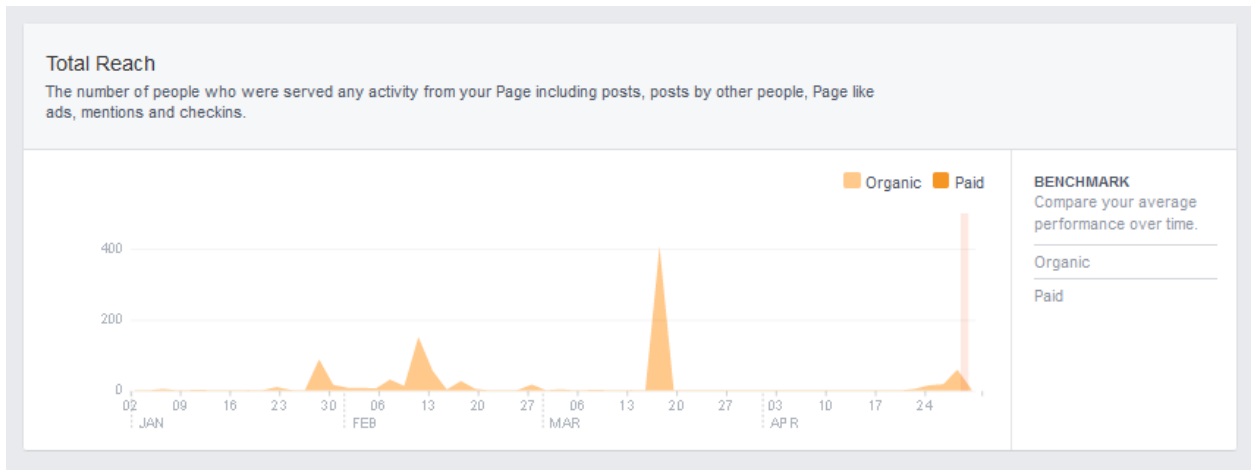 Total Reach
The number of people who were served any activity from your Page including posts, posts by other people, Page like
ads, mentions and checkins.
Organic Paid
BENCHMARK
Compare your average
performance over time.
Organic
Paid
400
200
0
02 09 16 23 30 06 13 20 27 06 13 20 27 03 10 17 24
JAN FEB MAR APR